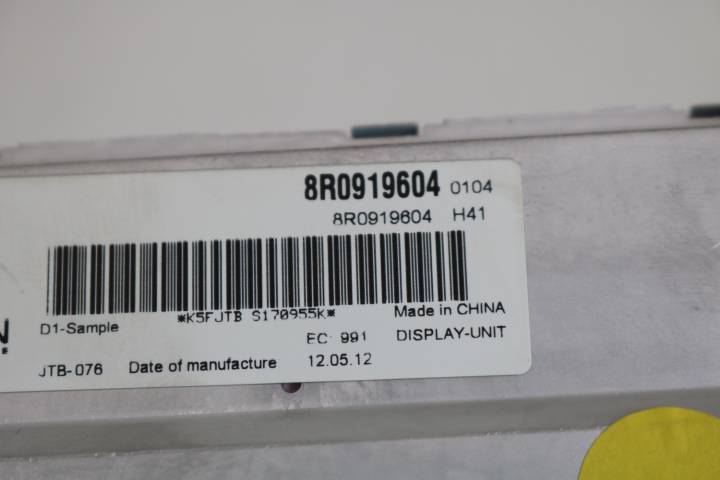 8R0919604 0104
8R0919604 H41
*K5FJTB S170955K*
Made in CHINA
D1-Sample
EC: 991 DISPLAY-UNIT
JTB-076 Date of manufacture 12.05.12